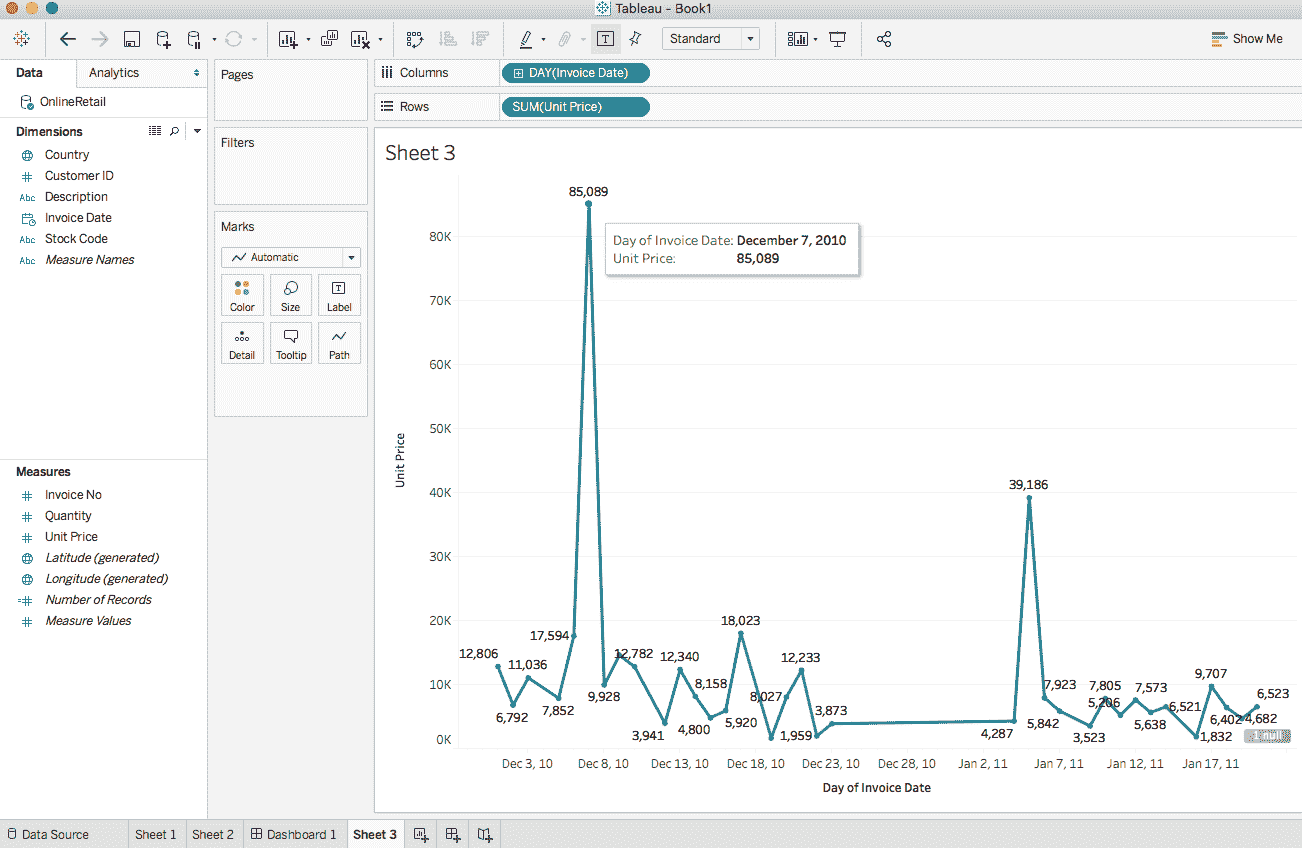 Tableau - Book1
Standard
Show Me
Data
Analytics
OnlineRetail
Dimensions
Country
Customer ID
Description
Invoice Date
Stock Code
Measure Names
Measures
Invoice No
Quantity
Unit Price
Latitude (generated)
Longitude (generated)
Number of Records
Measure Values
Abc
Abc
Abc
Pages
Filters
Marks
Automatic
Color
Size
Label
Detail
Tooltip
Path
Columns
DAY(Invoice Date)
Rows
SUM(Unit Price)
Sheet 3
85,089
Day of Invoice Date: December 7, 2010
Unit Price: 85,089
80K
70K
60K
50K
40K
30K
20K
10K
0K
Unit Price
39,186
18,023
17,594
12,806
11,036
12,782
12,340
12,233
9,928
8,158
8,027
7,852
6,792
3,941
4,800
5,920
1,959
3,873
4,287
7,923
5,842
7,805
5,206
3,523
7,573
5,638
6,521
9,707
6,402
4,682
6,523
1,832
Dec 3, 10
Dec 8, 10
Dec 13, 10
Dec 18, 10
Dec 23, 10
Dec 28, 10
Jan 2, 11
Jan 7, 11
Jan 12, 11
Jan 17, 11
Day of Invoice Date
Data Source
Sheet 1
Sheet 2
Dashboard 1
Sheet 3